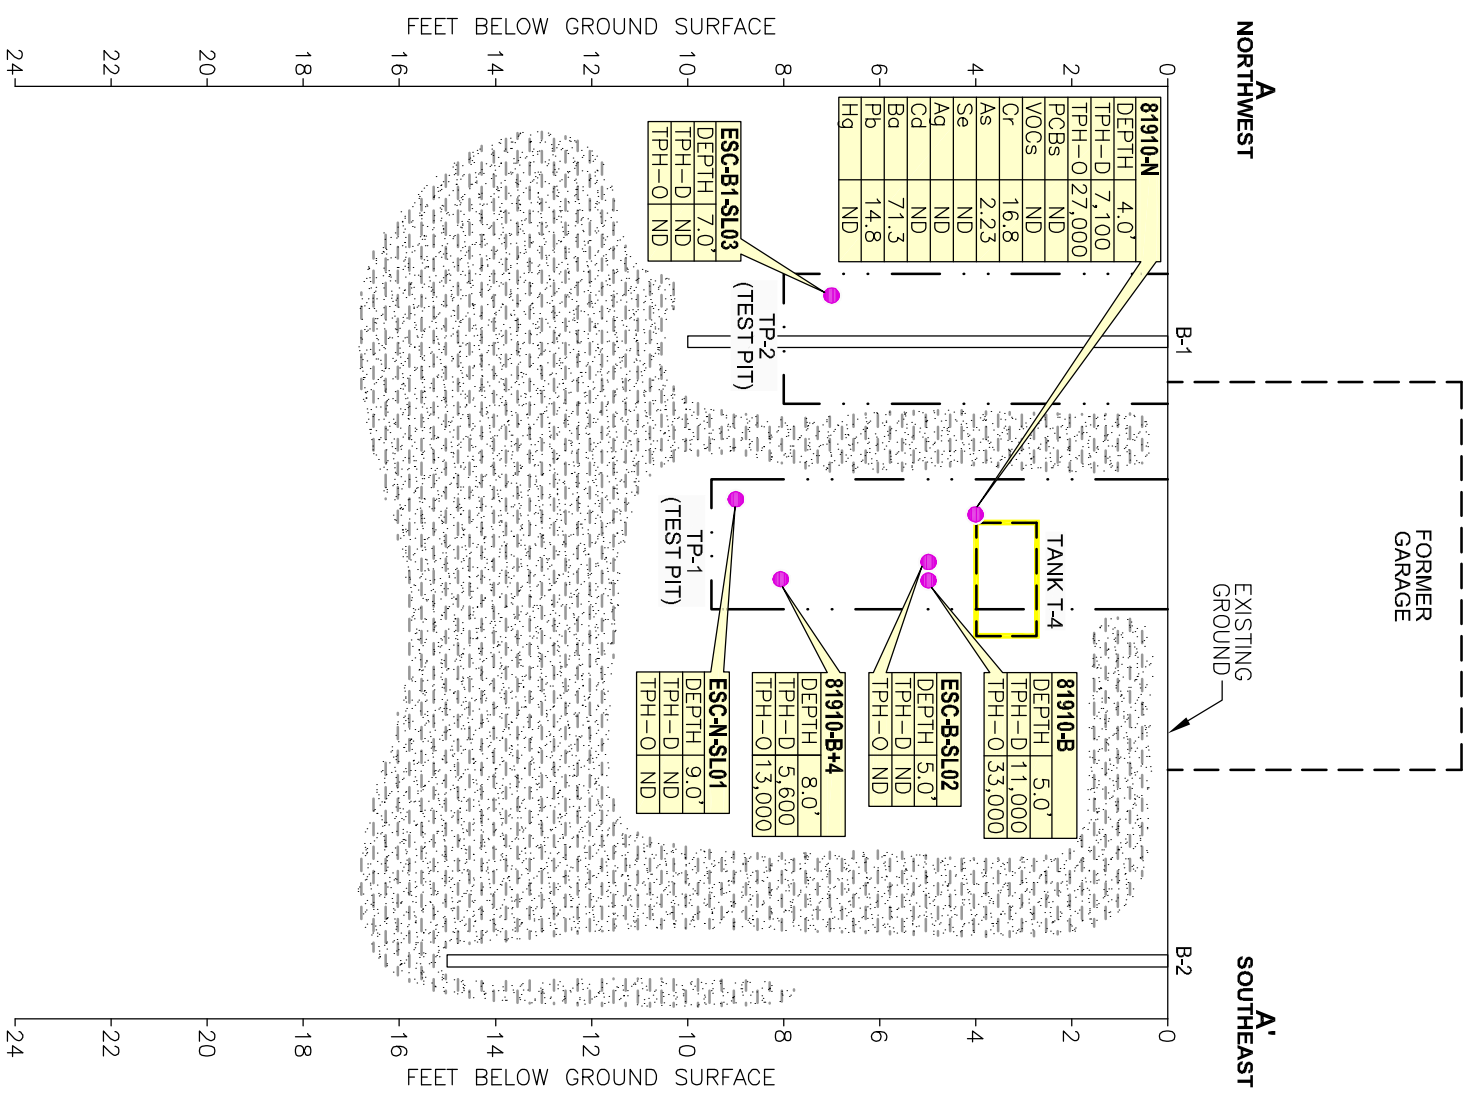 A
NORTHWEST
A'
SOUTHEAST
FORMER
GARAGE
EXISTING
GROUND
B-1
B-2
FEET BELOW GROUND SURFACE
0
2
4
6
8
10
12
14
16
18
20
22
24
81910-N
DEPTH 4.0'
TPH-D 7,100
TPH-O 27,000
PCBs ND
VOCs ND
Cr 16.8
As 2.23
Se ND
Ag ND
Cd ND
Ba 71.3
Pb 14.8
Hg ND
ESC-B1-SL03
DEPTH 7.0'
TPH-D ND
TPH-O ND
TP-2
(TEST PIT)
TANK T-4
TP-1
(TEST PIT)
81910-B
DEPTH 5.0'
TPH-D 11,000
TPH-O 33,000
ESC-B-SL02
DEPTH 5.0'
TPH-D ND
TPH-O ND
81910-B+4
DEPTH 8.0'
TPH-D 5,600
TPH-O 13,000
ESC-N-SL01
DEPTH 9.0'
TPH-D ND
TPH-O ND
0
2
4
6
8
10
12
14
16
18
20
22
24
FEET BELOW GROUND SURFACE